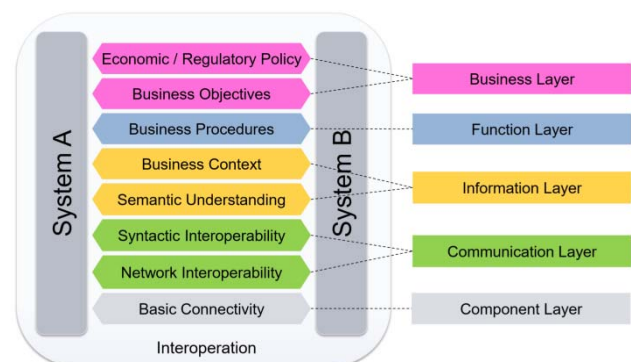 System A
Economic / Regulatory Policy
Business Objectives
Business Procedures
Business Context
Semantic Understanding
Syntactic Interoperability
Network Interoperability
Basic Connectivity
Interoperation
System B
Business Layer
Function Layer
Information Layer
Communication Layer
Component Layer